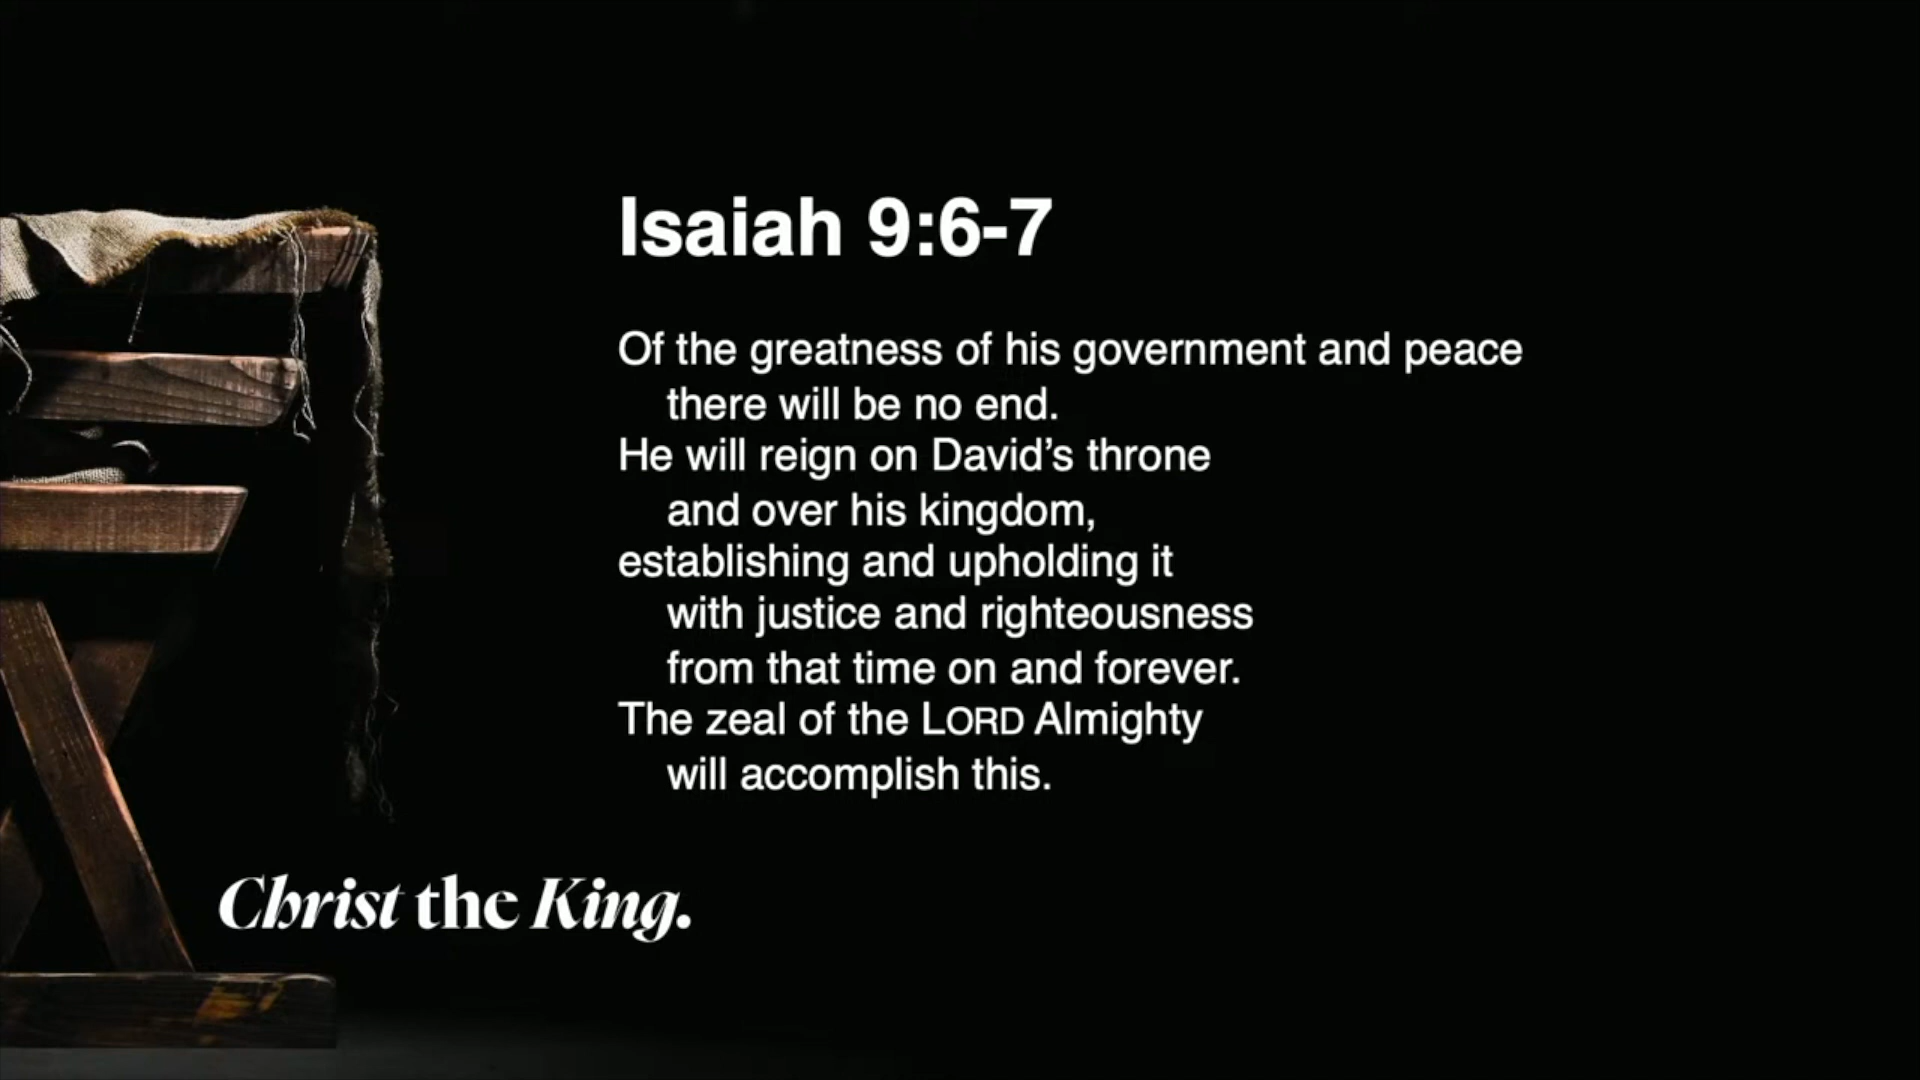 Isaiah 9:6-7
Of the greatness of his government and peace
there will be no end.
He will reign on David’s throne
and over his kingdom,
establishing and upholding it
with justice and righteousness
from that time on and forever.
The zeal of the LORD Almighty
will accomplish this.
Christ the King.